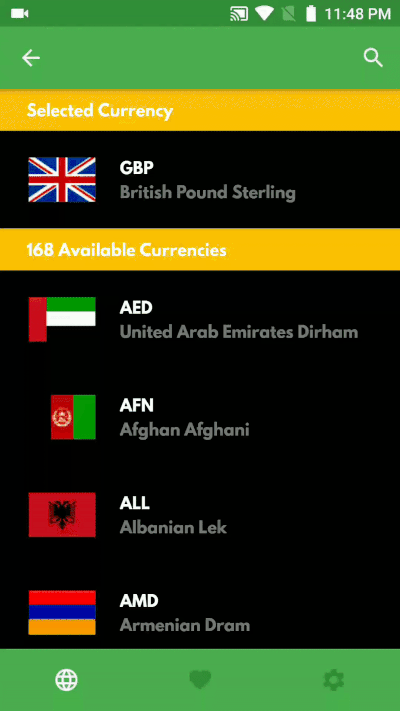 11:48 PM
Selected Currency
GBP
British Pound Sterling
168 Available Currencies
AED
United Arab Emirates Dirham
AFN
Afghan Afghani
ALL
Albanian Lek
AMD
Armenian Dram